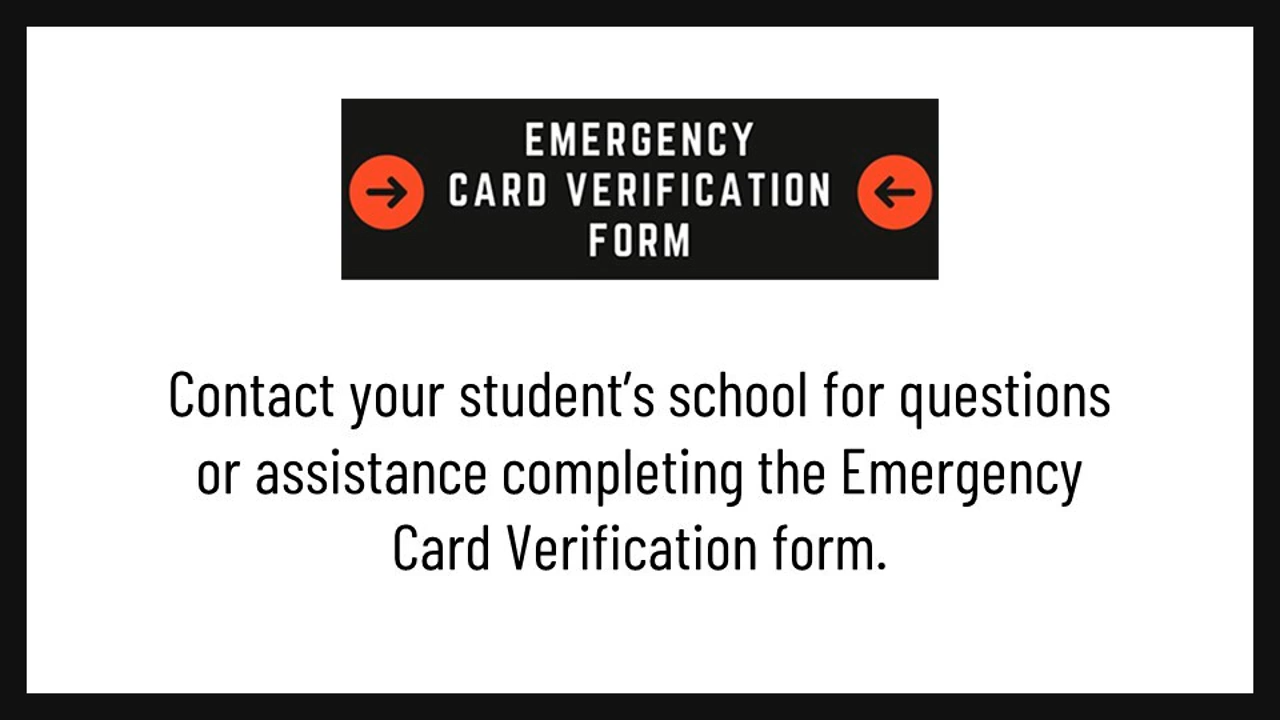 EMERGENCY
CARD VERIFICATION
FORM
Contact your student’s school for questions
or assistance completing the Emergency
Card Verification form.